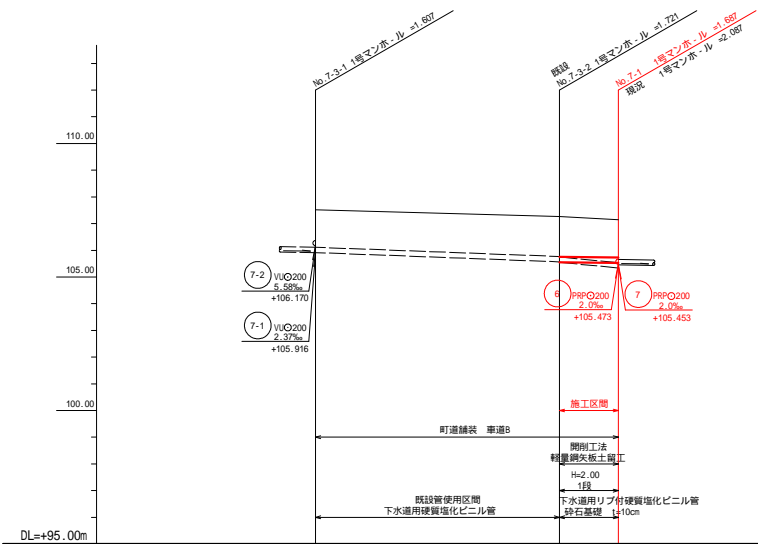 No.7-3-1 1号マンホ-ル =1.607
既設
No.7-3-2 1号マンホ-ル =1.721
No.7-1 1号マンホ-ル =1.687
現況 1号マンホ-ル =2.087
110.00
105.00
7-2 VU⊙200
5.58‰
+106.170
7-1 VU⊙200
2.37‰
+105.916
6 PRP⊙200
2.0‰
+105.473
7 PRP⊙200
2.0‰
+105.453
100.00
施工区間
町道舗装 車道B
開削工法
軽量鋼矢板土留工
H=2.00
1段
既設管使用区間
下水道用硬質塩化ビニル管
下水道用リブ付硬質塩化ビニル管
砕石基礎 t=10cm
DL=+95.00m